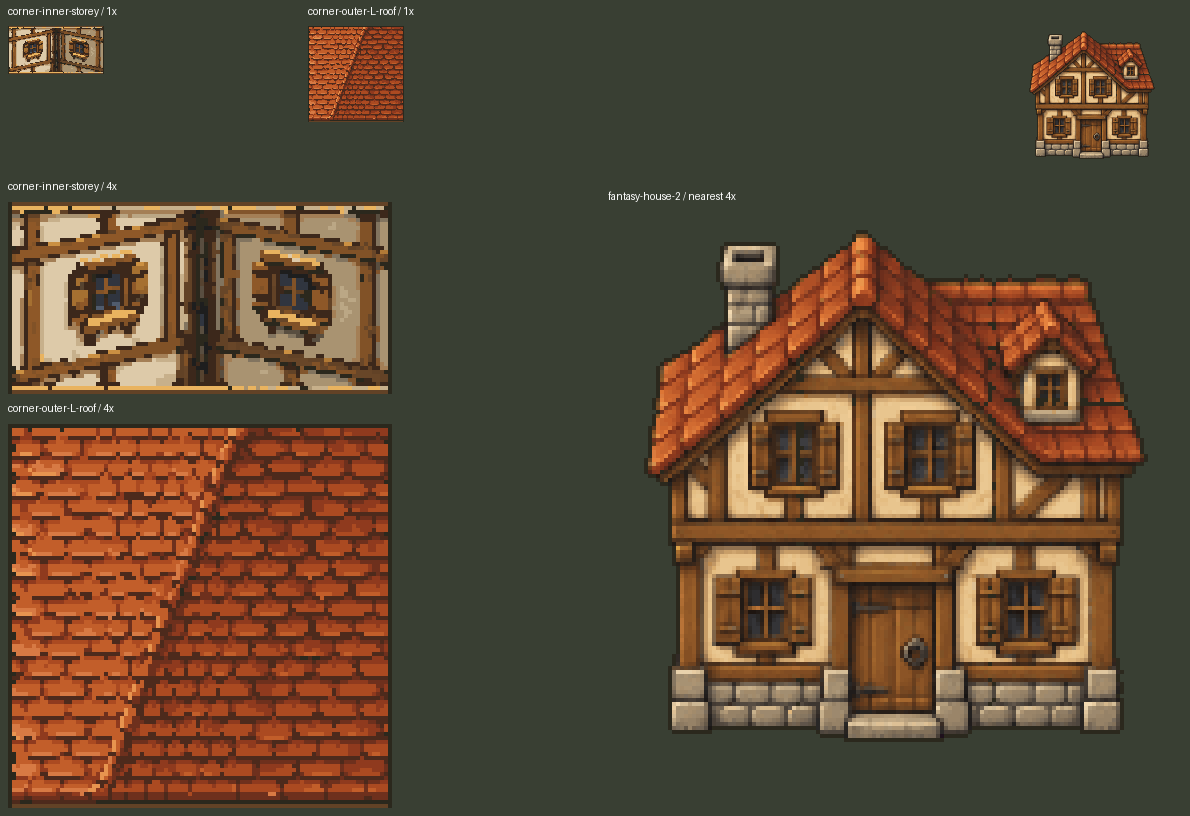 corner-inner-storey / 1x
corner-outer-L-roof / 1x
corner-inner-storey / 4x
fantasy-house-2 / nearest 4x
corner-outer-L-roof / 4x